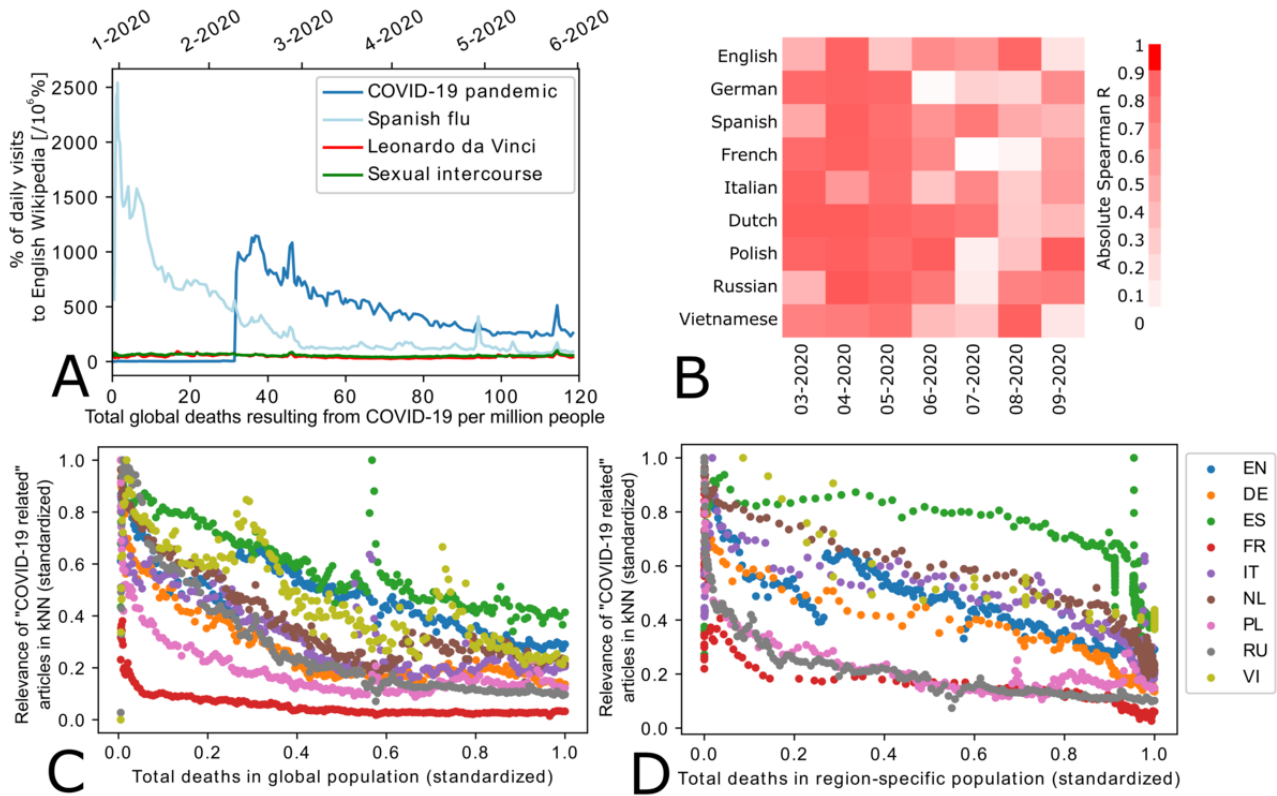 1-2020 2-2020 3-2020 4-2020 5-2020 6-2020
% of daily visits
to English Wikipedia [/10⁶%]
2500
2000
1500
1000
500
0
COVID-19 pandemic
Spanish flu
Leonardo da Vinci
Sexual intercourse
0 20 40 60 80 100 120
Total global deaths resulting from COVID-19 per million people
A
English
German
Spanish
French
Italian
Dutch
Polish
Russian
Vietnamese
03-2020 04-2020 05-2020 06-2020 07-2020 08-2020 09-2020
Absolute Spearman R
1
0.9
0.8
0.7
0.6
0.5
0.4
0.3
0.2
0.1
0
B
Relevance of "COVID-19 related"
articles in kNN (standardized)
1.0
0.8
0.6
0.4
0.2
0.0
0.0 0.2 0.4 0.6 0.8 1.0
Total deaths in global population (standardized)
C
Relevance of "COVID-19 related"
articles in kNN (standardized)
1.0
0.8
0.6
0.4
0.2
0.0
0.0 0.2 0.4 0.6 0.8 1.0
Total deaths in region-specific population (standardized)
D
EN
DE
ES
FR
IT
NL
PL
RU
VI